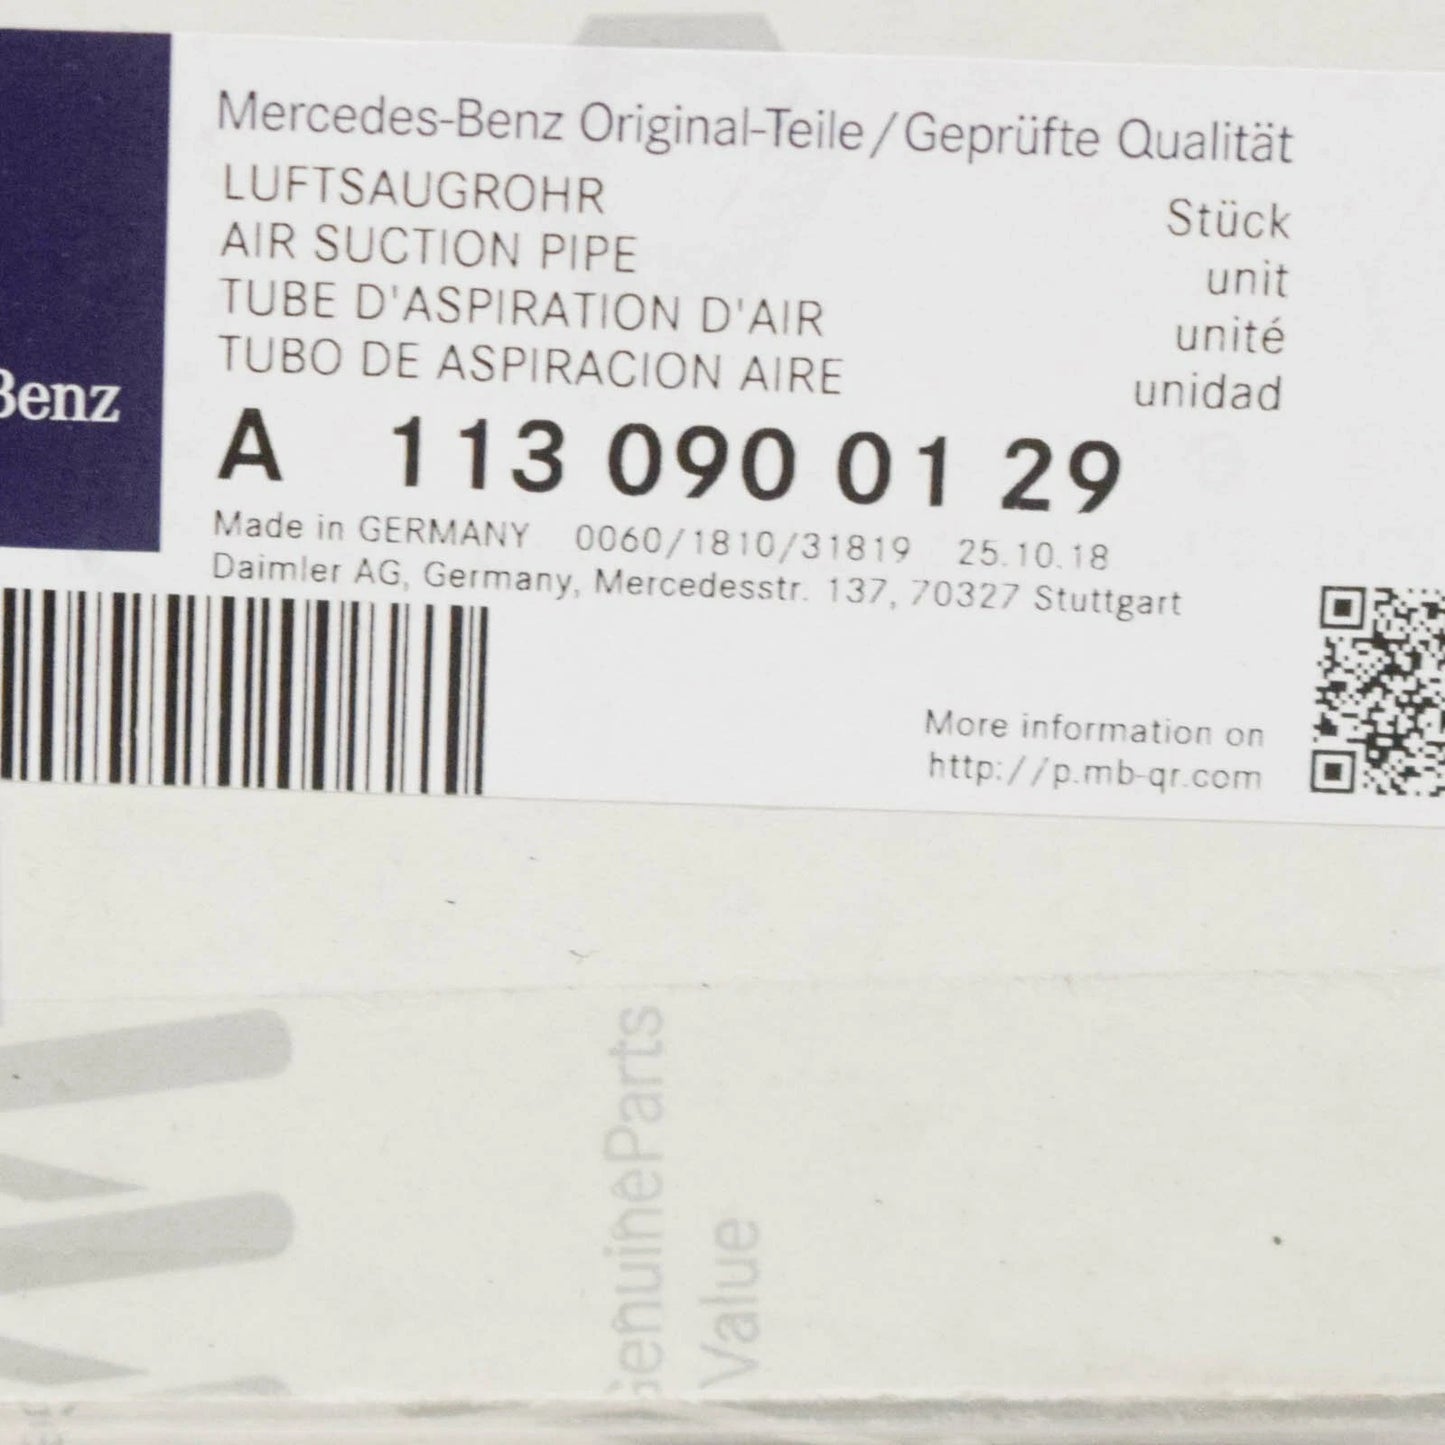 Mercedes-Benz Original-Teile/Geprüfte Qualität
LUFTSAUGROHR
Stück
AIR SUCTION PIPE
unit
TUBE D'ASPIRATION D'AIR
unité
TUBO DE ASPIRACION AIRE
unidad
Benz
A 113 090 01 29
Made in GERMANY 0060/1810/31819 25.10.18
Daimler AG, Germany, Mercedesstr. 137, 70327 Stuttgart
More information on
http://p.mb-qr.com
GenuineParts
Value